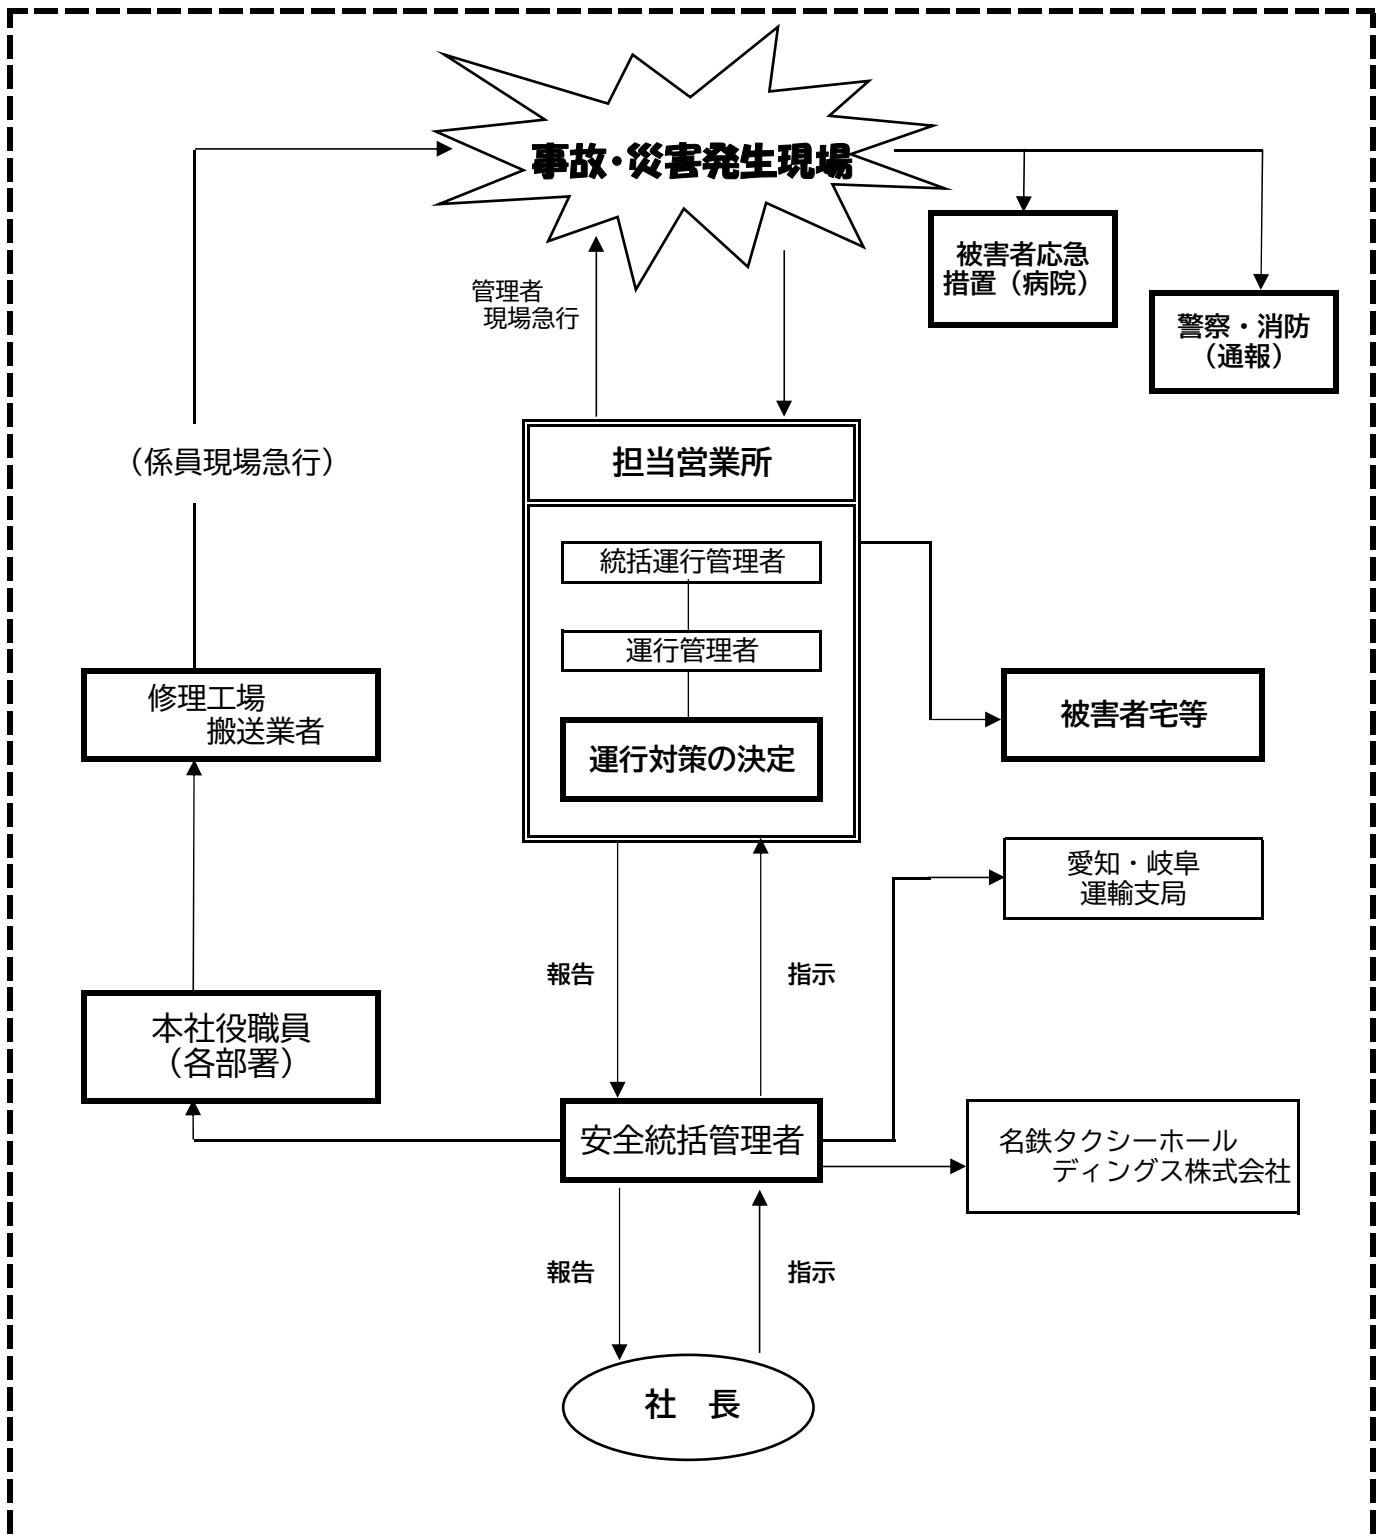 事故・災害発生現場
被害者応急
措置（病院）
管理者
現場急行
警察・消防
（通報）
（係員現場急行）
担当営業所
統括運行管理者
運行管理者
運行対策の決定
修理工場
搬送業者
被害者宅等
愛知・岐阜
運輸支局
報告
指示
本社役職員
（各部署）
安全統括管理者
名鉄タクシーホール
ディングス株式会社
報告
指示
社　長